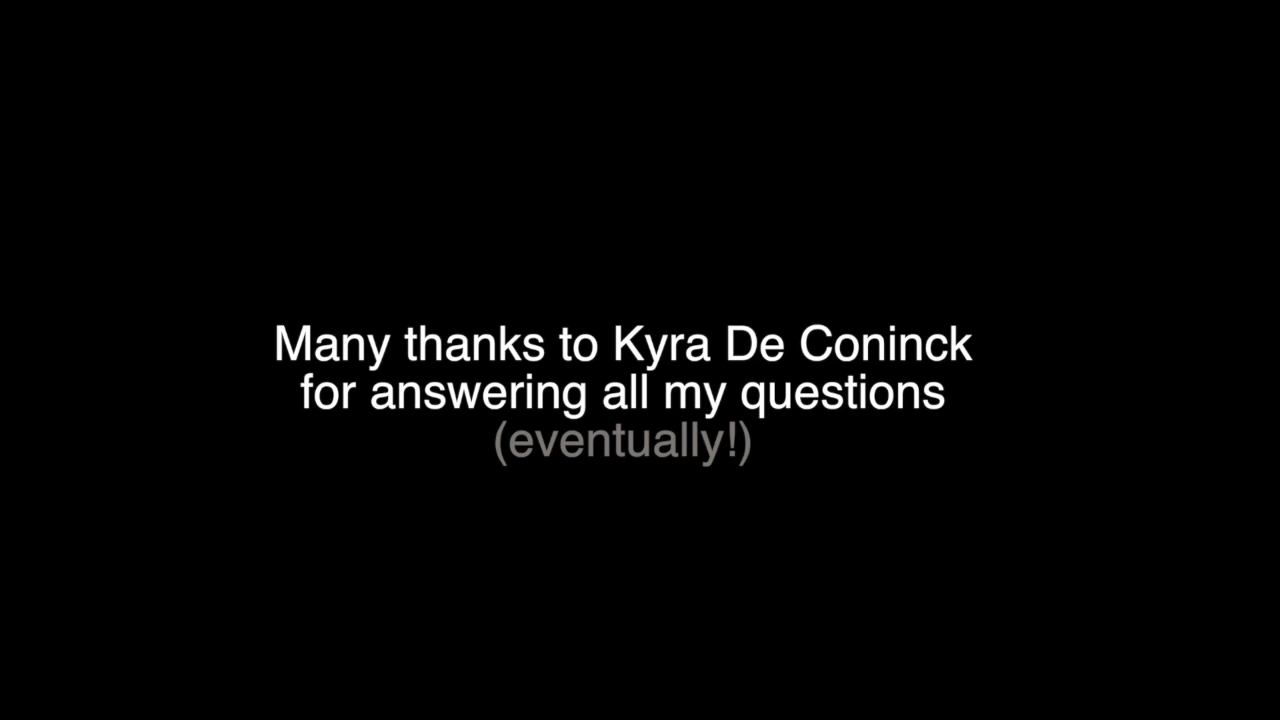 Many thanks to Kyra De Coninck
for answering all my questions
(eventually!)